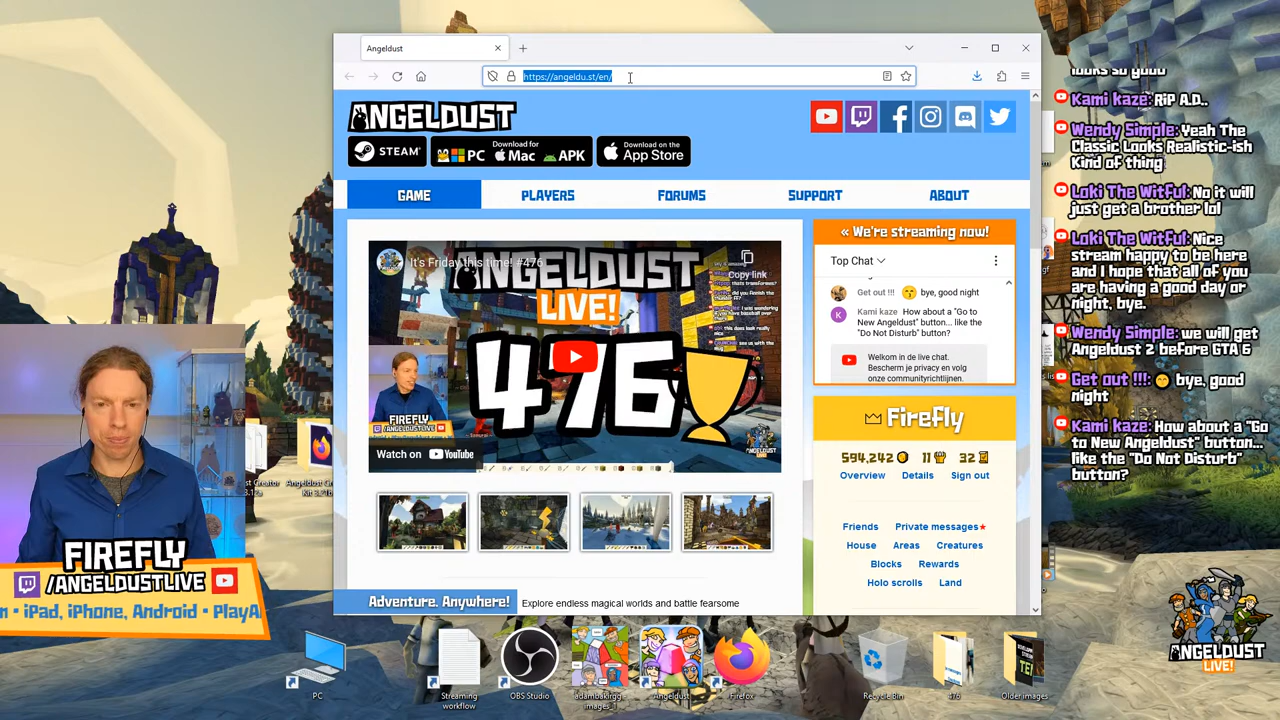 Angeldust
https://angeldu.st/en/
ANGELDUST
STEAM
PC
Download for
Mac
APK
Download on the
App Store
GAME
PLAYERS
FORUMS
SUPPORT
ABOUT
It's Friday this time! #476
Copy link
ANGELDUST
LIVE!
476
FIREFLY
/ANGELDUSTLIVE
Watch on
YouTube
ANGELDUST
LIVE!
« We're streaming now!
Top Chat
Get out !!! bye, good night
Kami kaze: How about a "Go to
New Angeldust" button... like the
"Do Not Disturb" button?
Welkom in de live chat.
Bescherm je privacy en volg
onze communityrichtlijnen.
Firefly
594,242
11
32
Overview
Details
Sign out
Friends
Private messages★
House
Areas
Creatures
Blocks
Rewards
Holo scrolls
Land
Adventure. Anywhere!
Explore endless magical worlds and battle fearsome
looks so good
Kami kaze: RiP A.D..
Wendy Simple: Yeah The
Classic Looks Realistic-ish
Kind of thing
Loki The Witful: No it will
just get a brother lol
Loki The Witful: Nice
stream happy to be here
and I hope that all of you
are having a good day or
night, bye.
Wendy Simple: we will get
Angeldust 2 before GTA 6
Get out !!!: bye, good
night
Kami kaze: How about a "Go
to New Angeldust" button...
like the "Do Not Disturb"
button?
FIREFLY
/ANGELDUSTLIVE
• iPad, iPhone, Android •
3.12a
Kit 3.21b
PC
Streaming
workflow
OBS Studio
Angeldust
Firefox
Recycle Bin
476
Older images
ANGELDUST
LIVE!